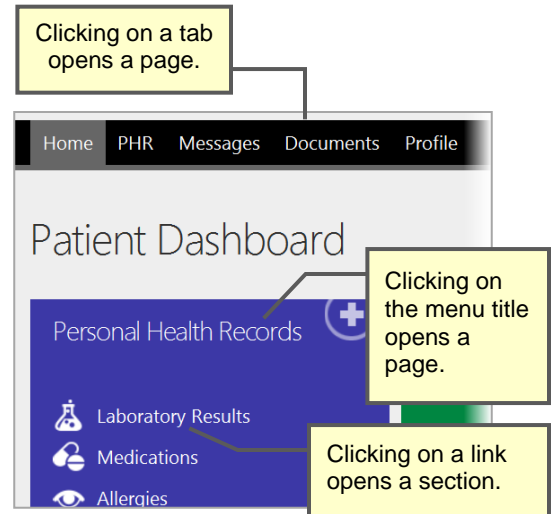 Clicking on a tab
opens a page.
Home PHR Messages Documents Profile
Patient Dashboard
Clicking on
the menu title
opens a
page.
Personal Health Records
Laboratory Results
Medications
Allergies
Clicking on a link
opens a section.